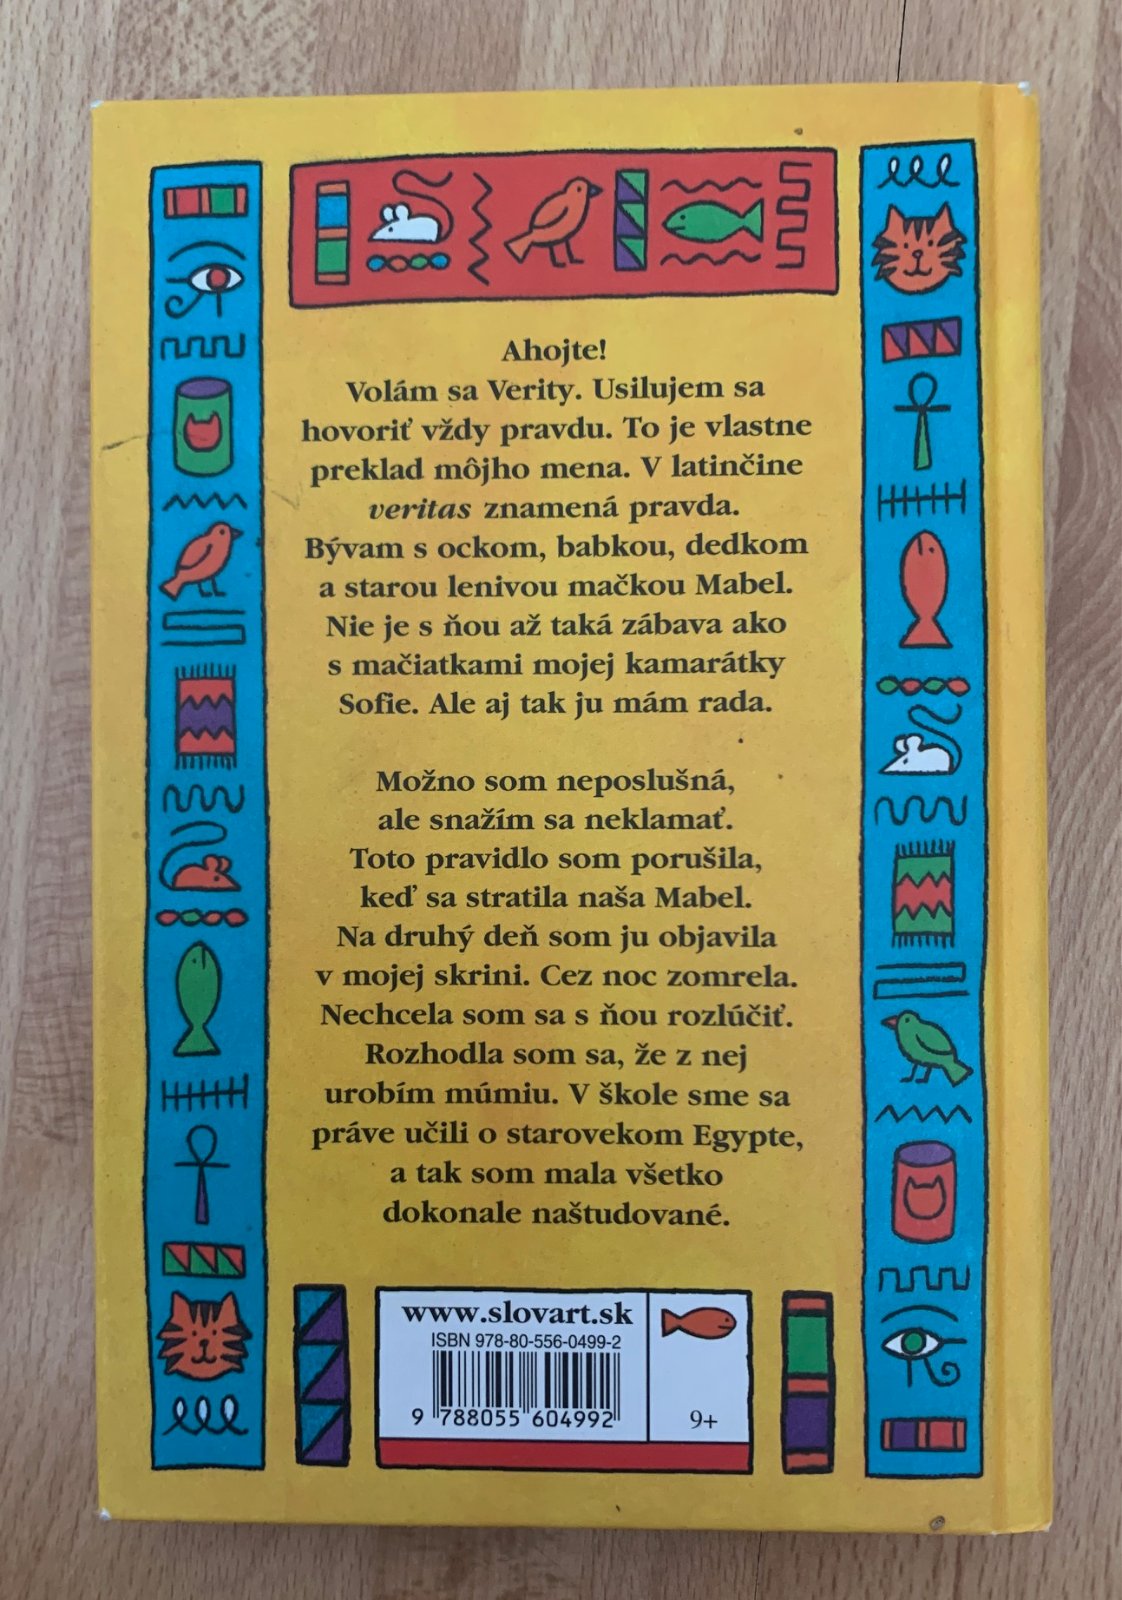 Ahojte!
Volám sa Verity. Usilujem sa
hovoriť vždy pravdu. To je vlastne
preklad môjho mena. V latinčine
veritas znamená pravda.
Bývam s ockom, babkou, dedkom
a starou lenivou mačkou Mabel.
Nie je s ňou až taká zábava ako
s mačiatkami mojej kamarátky
Sofie. Ale aj tak ju mám rada.
Možno som neposlušná,
ale snažím sa neklamať.
Toto pravidlo som porušila,
keď sa stratila naša Mabel.
Na druhý deň som ju objavila
v mojej skrini. Cez noc zomrela.
Nechcela som sa s ňou rozlúčiť.
Rozhodla som sa, že z nej
urobím múmiu. V škole sme sa
práve učili o starovekom Egypte,
a tak som mala všetko
dokonale naštudované.
www.slovart.sk
ISBN 978-80-556-0499-2
9 788055 604992
9+